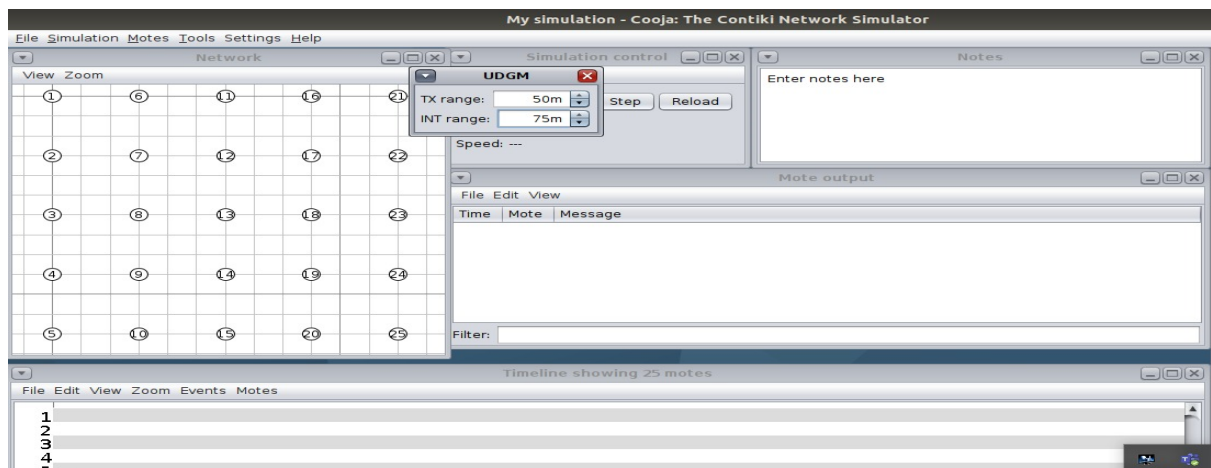 My simulation - Cooja: The Contiki Network Simulator
File Simulation Motes Tools Settings Help
Network
View Zoom
1 6 11 16 21
2 7 12 17 22
3 8 13 18 23
4 9 14 19 24
5 10 15 20 25
UDGM
TX range: 50m
INT range: 75m
Simulation control
Step Reload
Speed: ---
Notes
Enter notes here
Mote output
File Edit View
Time Mote Message
Filter:
Timeline showing 25 motes
File Edit View Zoom Events Motes
1
2
3
4